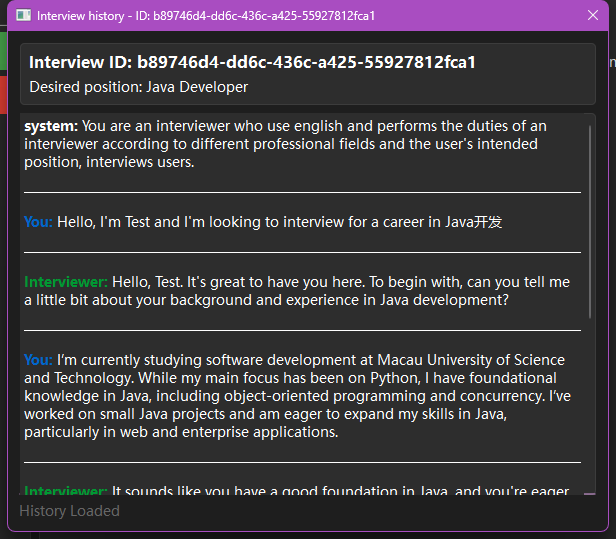 Interview history - ID: b89746d4-dd6c-436c-a425-55927812fca1
Interview ID: b89746d4-dd6c-436c-a425-55927812fca1
Desired position: Java Developer
system: You are an interviewer who use english and performs the duties of an
interviewer according to different professional fields and the user's intended
position, interviews users.
You: Hello, I'm Test and I'm looking to interview for a career in Java开发
Interviewer: Hello, Test. It's great to have you here. To begin with, can you tell me
a little bit about your background and experience in Java development?
You: I’m currently studying software development at Macau University of Science
and Technology. While my main focus has been on Python, I have foundational
knowledge in Java, including object-oriented programming and concurrency. I’ve
worked on small Java projects and am eager to expand my skills in Java,
particularly in web and enterprise applications.
Interviewer: It sounds like you have a good foundation in Java, and you're eager
History Loaded